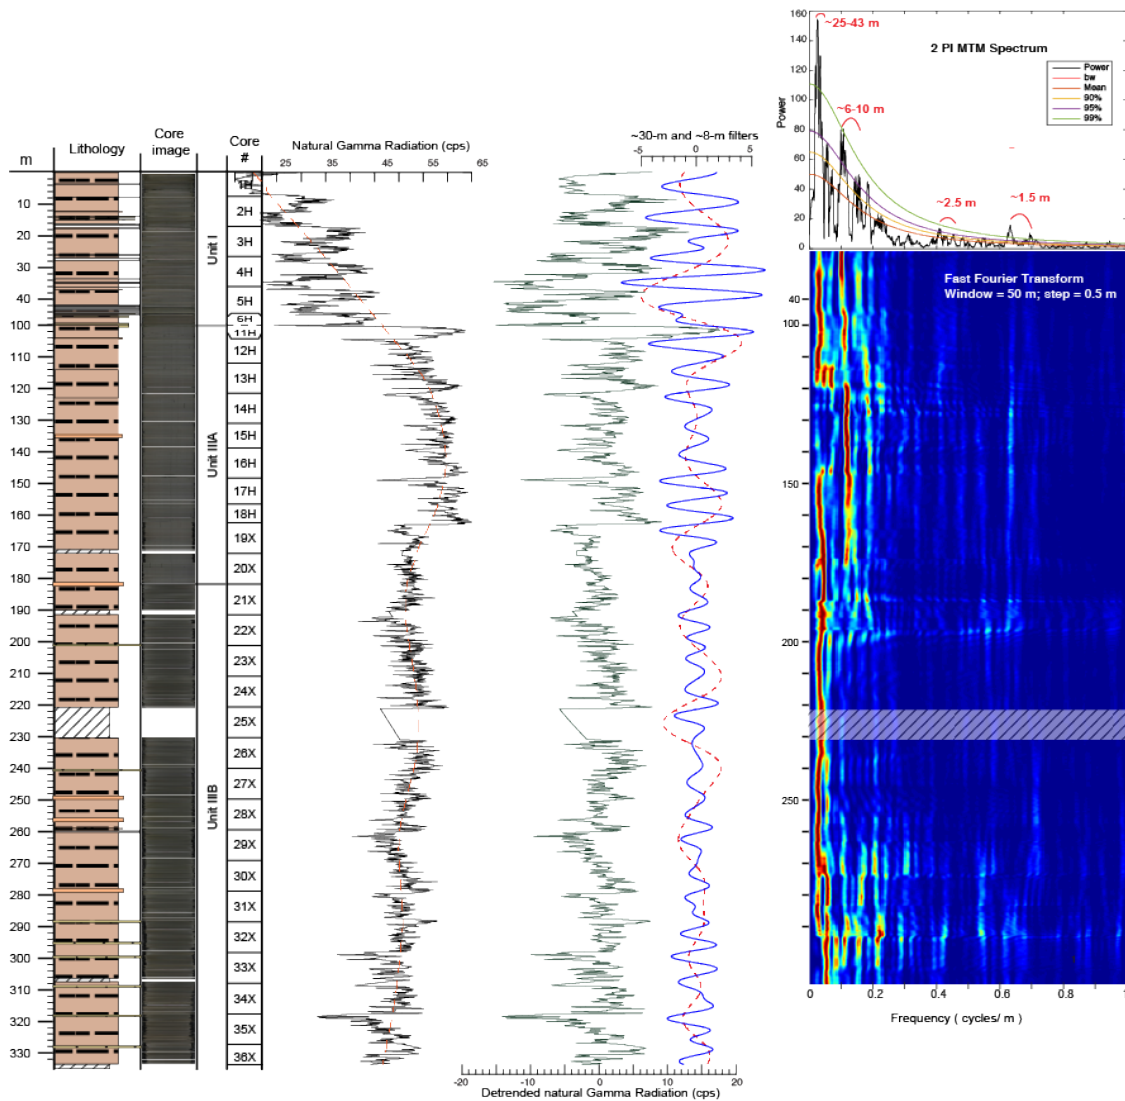 160
~25-43 m
140
2 PI MTM Spectrum
120
Power
bw
Mean
90%
95%
99%
100
Power
~6-10 m
80
60
40
~2.5 m
~1.5 m
20
0
m
Lithology
Core
image
Core
#
Natural Gamma Radiation (cps)
25 35 45 55 65
~30-m and ~8-m filters
-5 0 5
Fast Fourier Transform
Window = 50 m; step = 0.5 m
10
20
30
40
100
110
120
130
140
150
160
170
180
190
200
210
220
230
240
250
260
270
280
290
300
310
320
330
Unit I
Unit IIIA
Unit IIIB
1H
2H
3H
4H
5H
6H
11H
12H
13H
14H
15H
16H
17H
18H
19X
20X
21X
22X
23X
24X
25X
26X
27X
28X
29X
30X
31X
32X
33X
34X
35X
36X
-20 -10 0 10 20
Detrended natural Gamma Radiation (cps)
40
100
150
200
250
0 0.2 0.4 0.6 0.8 1
Frequency ( cycles/ m )